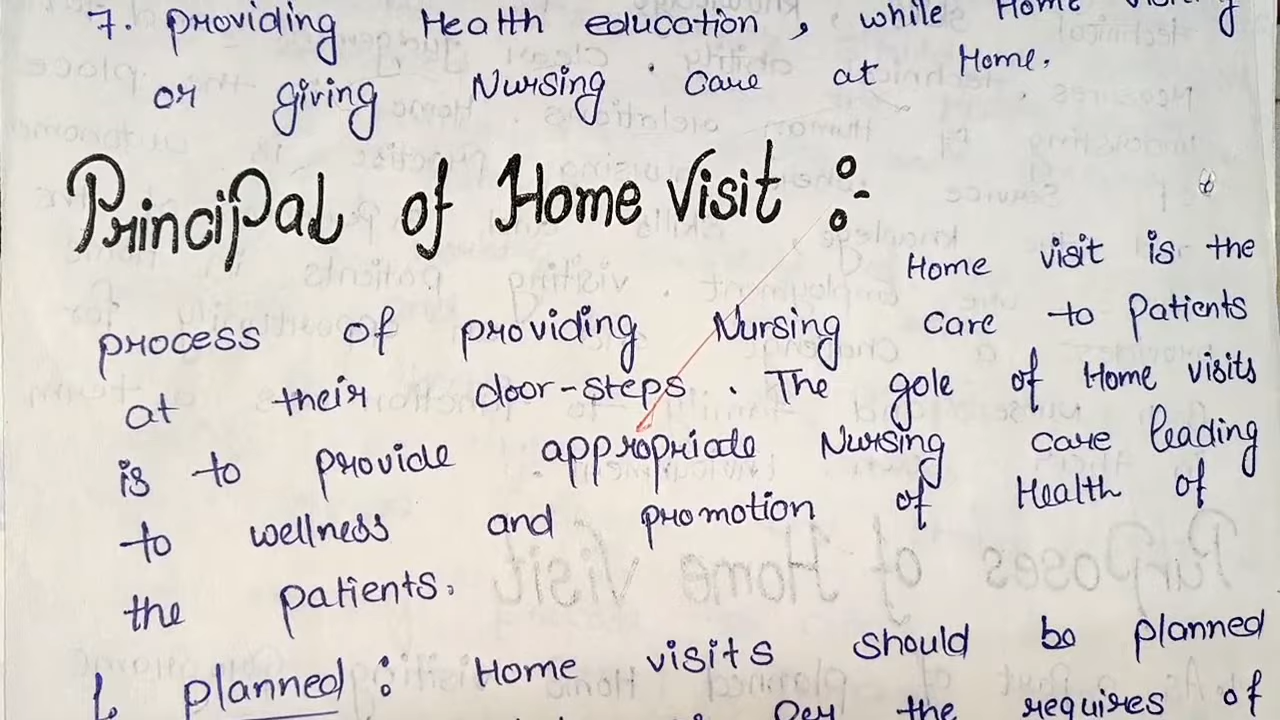 7. providing Health education, while Home visiting
or giving Nursing care at Home.
PrinciPal of Home Visit :-
Home visit is the
process of providing Nursing care to patients
at their door-steps. The gole of Home visits
is to provide appropriate Nursing care leading
to wellness and promotion of Health of
the patients.
1. planned : Home visits should be planned
Per the requires of